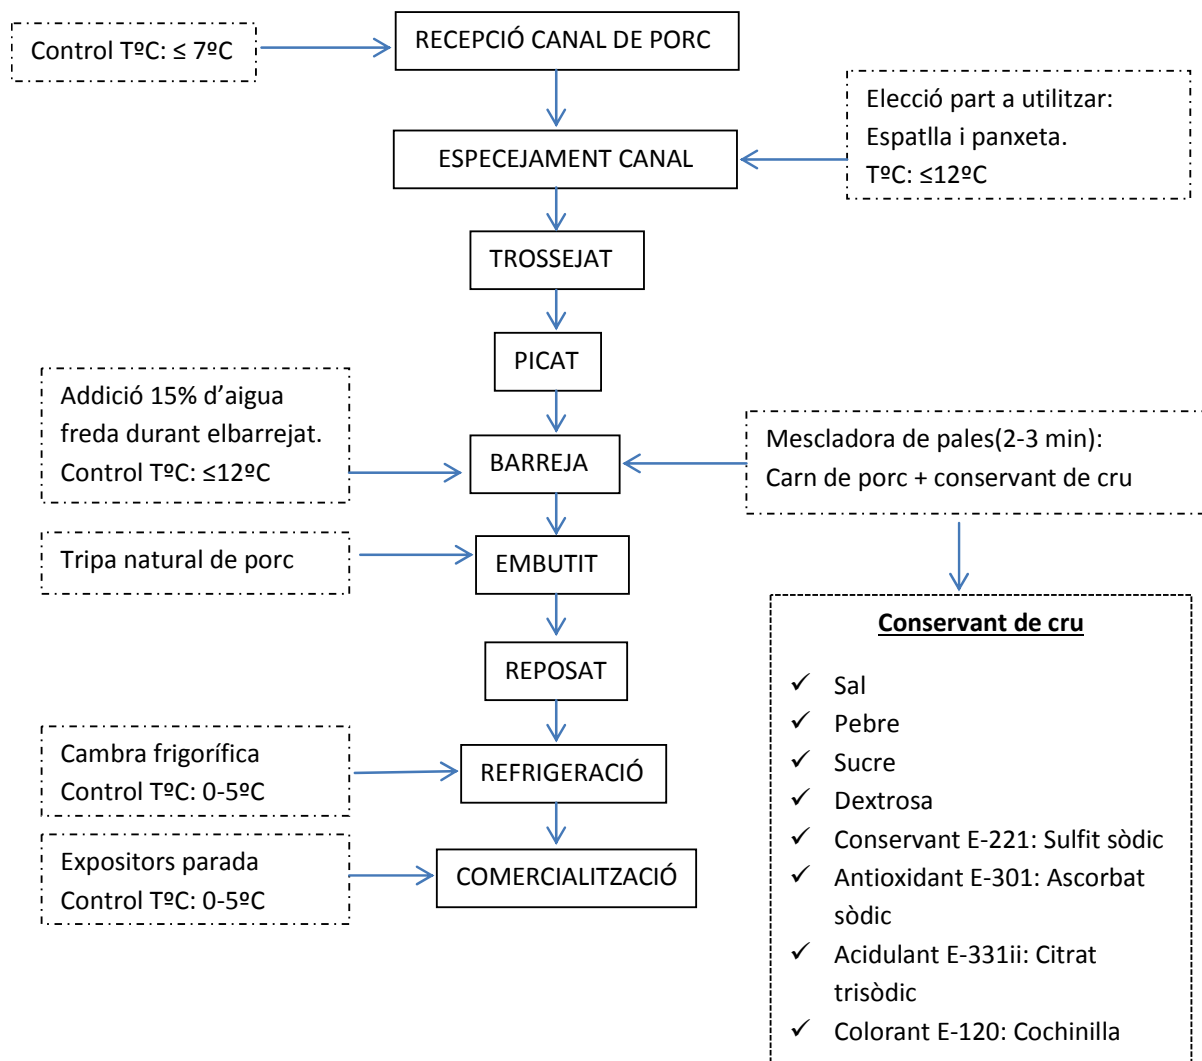 RECEPCIÓ CANAL DE PORC
Control TºC: ≤ 7ºC
Elecció part a utilitzar:
Espatlla i panxeta.
TºC: ≤12ºC
ESPECEJAMENT CANAL
TROSSEJAT
PICAT
Addició 15% d’aigua
freda durant elbarrejat.
Control TºC: ≤12ºC
BARREJA
Mescladora de pales(2-3 min):
Carn de porc + conservant de cru
Tripa natural de porc
EMBUTIT
REPOSAT
Cambra frigorífica
Control TºC: 0-5ºC
REFRIGERACIÓ
Expositors parada
Control TºC: 0-5ºC
COMERCIALITZACIÓ
Conservant de cru
✓ Sal
✓ Pebre
✓ Sucre
✓ Dextrosa
✓ Conservant E-221: Sulfit sòdic
✓ Antioxidant E-301: Ascorbat
sòdic
✓ Acidulant E-331ii: Citrat
trisòdic
✓ Colorant E-120: Cochinilla